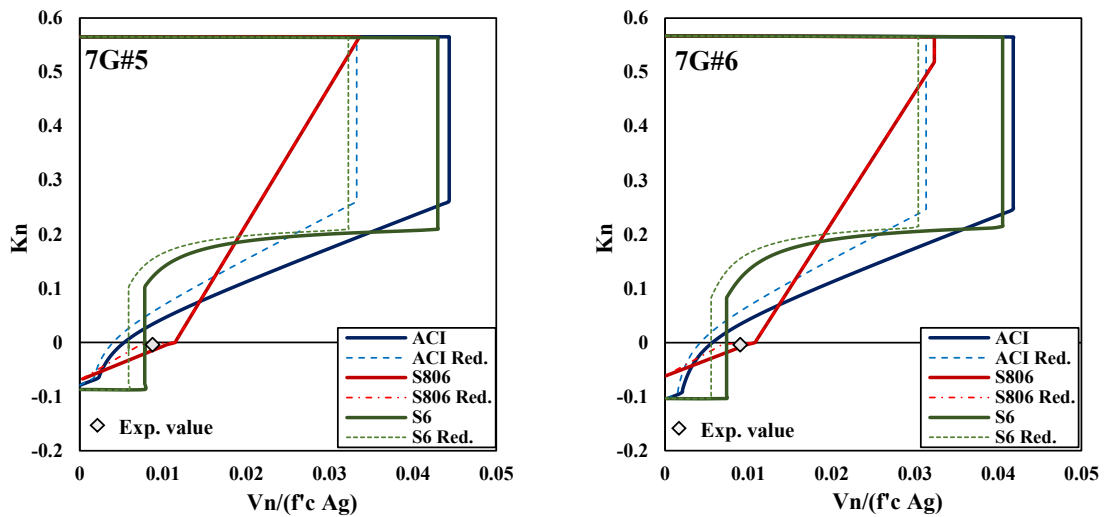 7G#5
Kn
0.6
0.5
0.4
0.3
0.2
0.1
0
-0.1
-0.2
ACI
ACI Red.
S806
S806 Red.
S6
S6 Red.
Exp. value
0 0.01 0.02 0.03 0.04 0.05
Vn/(f'c Ag)
7G#6
Kn
0.6
0.5
0.4
0.3
0.2
0.1
0
-0.1
-0.2
ACI
ACI Red.
S806
S806 Red.
S6
S6 Red.
Exp. value
0 0.01 0.02 0.03 0.04 0.05
Vn/(f'c Ag)